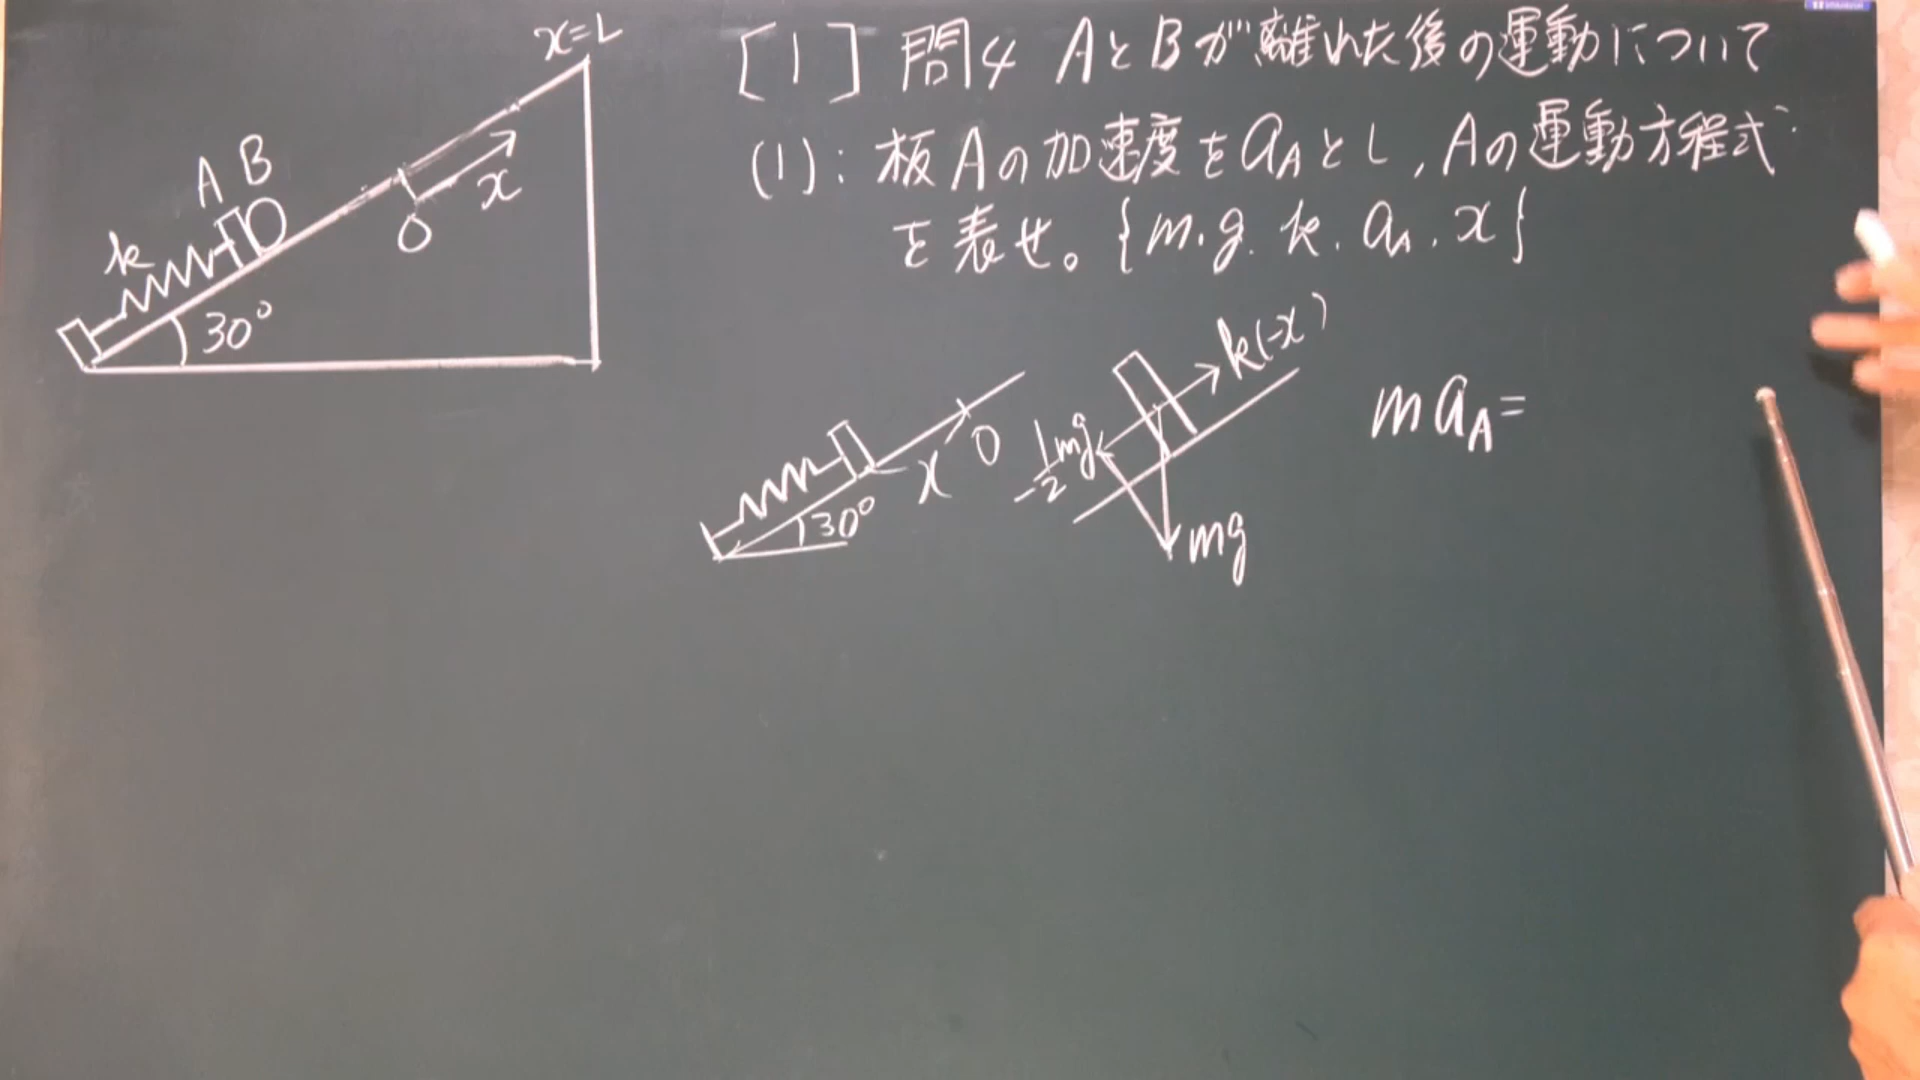 [1] 問4 AとBが離れた後の運動について
(1): 板Aの加速度をaAとし,Aの運動方程式
を表せ。{m.g.k.aA.x}
x=L
A B
k
x
O
30°
k(-x)
-1/2mg
maA=
O
x
30°
mg